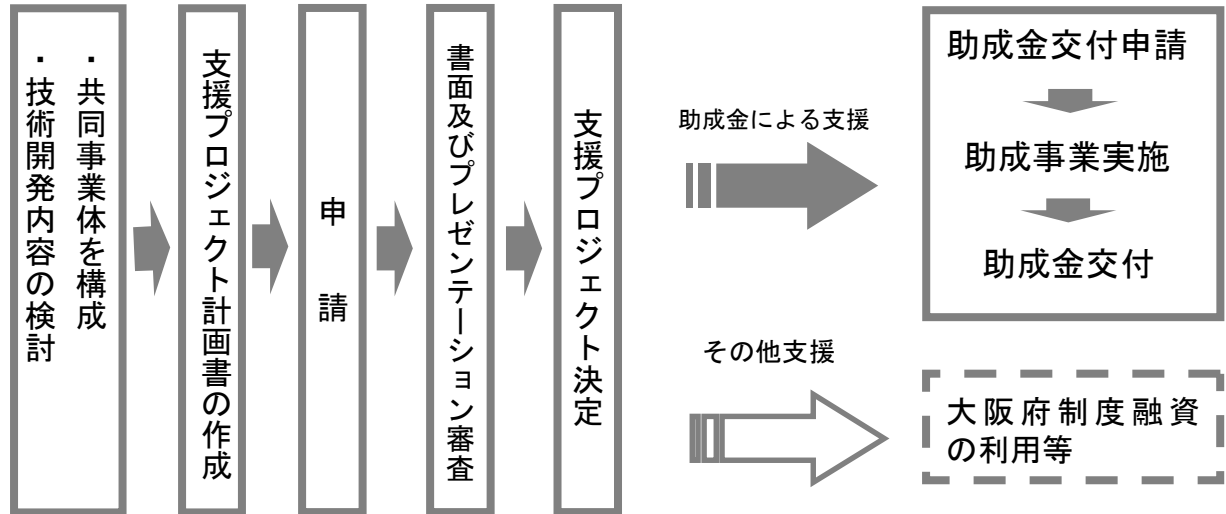 ・共同事業体を構成
・技術開発内容の検討
支援プロジェクト計画書の作成
申請
書面及びプレゼンテーション審査
支援プロジェクト決定
助成金による支援
助成金交付申請
助成事業実施
助成金交付
その他支援
大阪府制度融資
の利用等